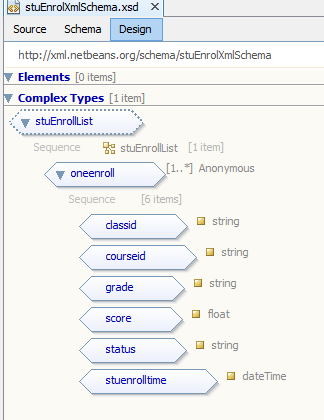 stuEnrolXmlSchema.xsd
Source Schema Design
http://xml.netbeans.org/schema/stuEnrolXmlSchema
Elements [0 items]
Complex Types [1 item]
stuEnrollList
Sequence stuEnrollList [1 item]
oneenroll [1..*] Anonymous
Sequence [6 items]
classid string
courseid string
grade string
score float
status string
stuenrolltime dateTime